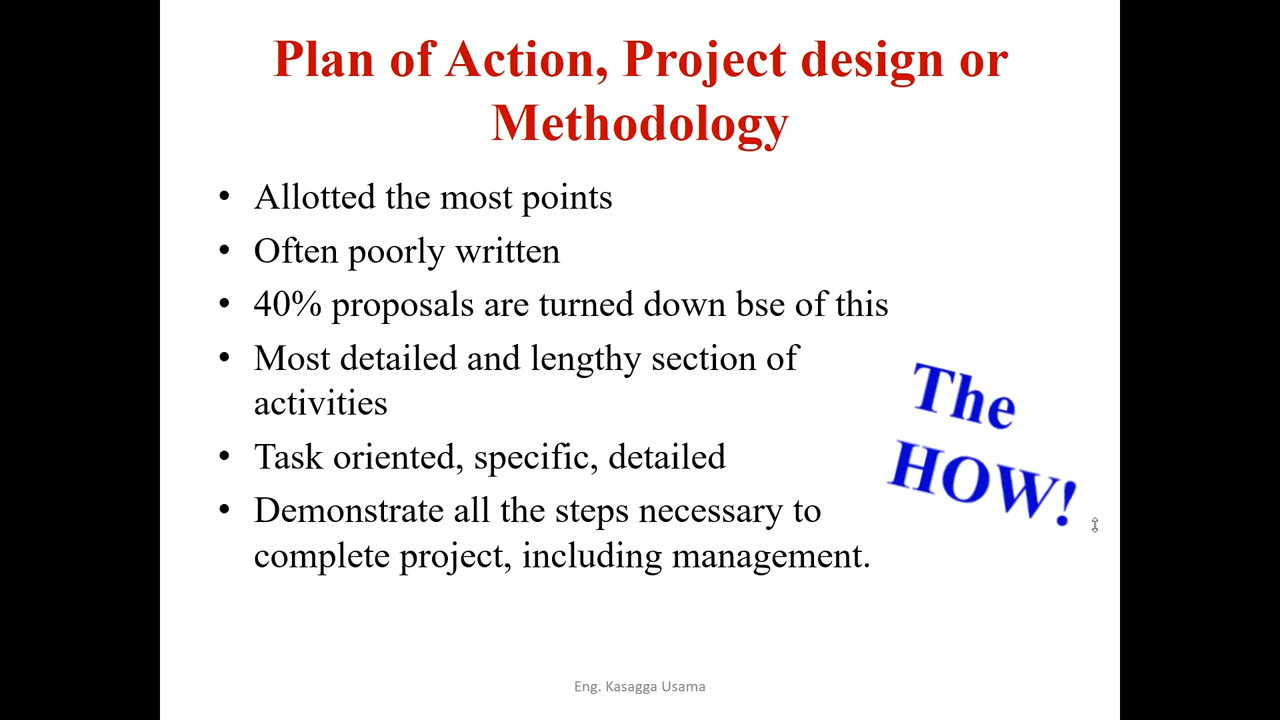 Plan of Action, Project design or
Methodology
• Allotted the most points
• Often poorly written
• 40% proposals are turned down bse of this
• Most detailed and lengthy section of
activities
• Task oriented, specific, detailed
• Demonstrate all the steps necessary to
complete project, including management.
The
HOW!
Eng. Kasagga Usama